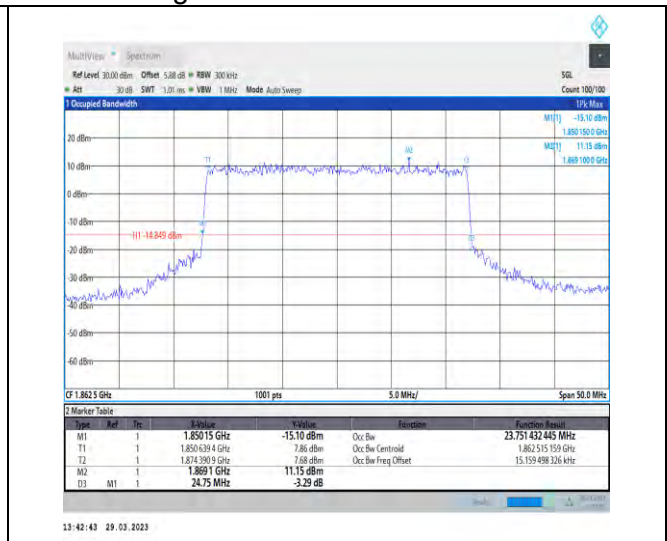 MultiView Spectrum
Ref Level 30.00 dBm Offset 5.88 dB RBW 300 kHz SGL
Att 30 dB SWT 1.01 ms VBW 1 MHz Mode Auto Sweep Count 100/100
1 Occupied Bandwidth 1Pk Max
M1[1] -15.10 dBm
1.850 150 0 GHz
M2[1] 11.15 dBm
1.869 100 0 GHz
20 dBm
M2
T1
10 dBm
0 dBm
-10 dBm
H1 -14.849 dBm
-20 dBm
-30 dBm
-40 dBm
-50 dBm
-60 dBm
CF 1.862 5 GHz 1001 pts 5.0 MHz/ Span 50.0 MHz
2 Marker Table
Type Ref Trc X-Value Y-Value Function Function Result
M1 1 1.85015 GHz -15.10 dBm Occ Bw 23.751 432 445 MHz
T1 1 1.850 639 4 GHz 7.86 dBm Occ Bw Centroid 1.862 515 159 GHz
T2 1 1.874 390 9 GHz 7.68 dBm Occ Bw Freq Offset 15.159 498 326 kHz
M2 1 1.8691 GHz 11.15 dBm
D3 M1 1 24.75 MHz -3.29 dB
13:42:43 29.03.2023